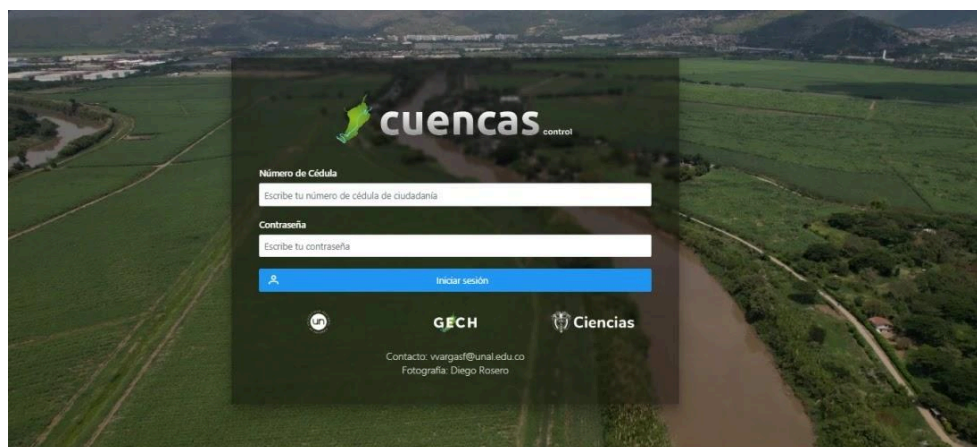 cuencas control
Número de Cédula
Escribe tu número de cédula de ciudadanía
Contraseña
Escribe tu contraseña
Iniciar sesión
un GECH Ciencias
Contacto: vvargasf@unal.edu.co
Fotografía: Diego Rosero